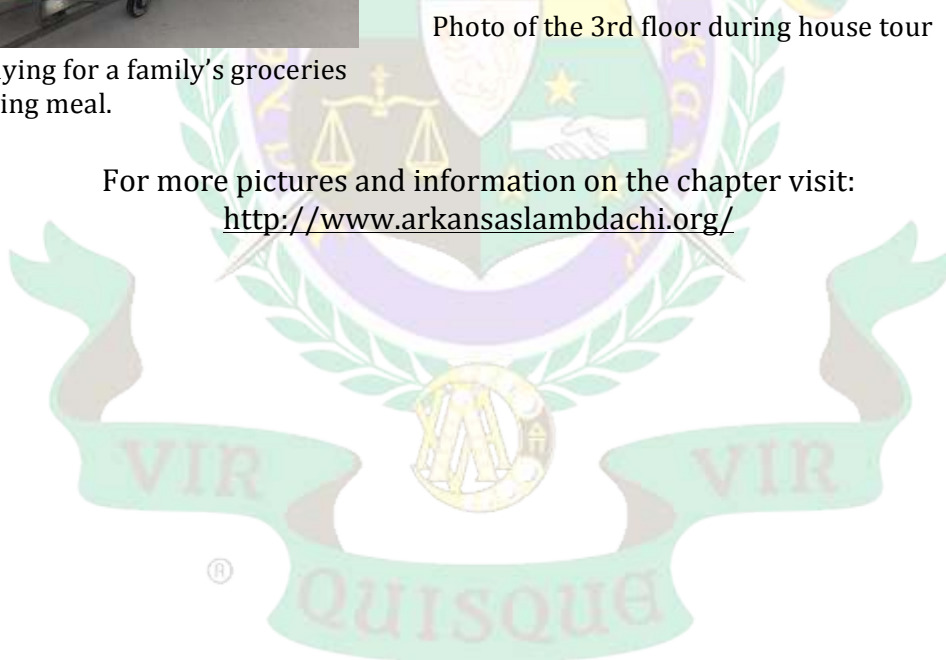 Photo of the 3rd floor during house tour
ying for a family's groceries
ing meal.
For more pictures and information on the chapter visit:
http://www.arkansaslambdachi.org/
VIR VIR
®
QUISQUE